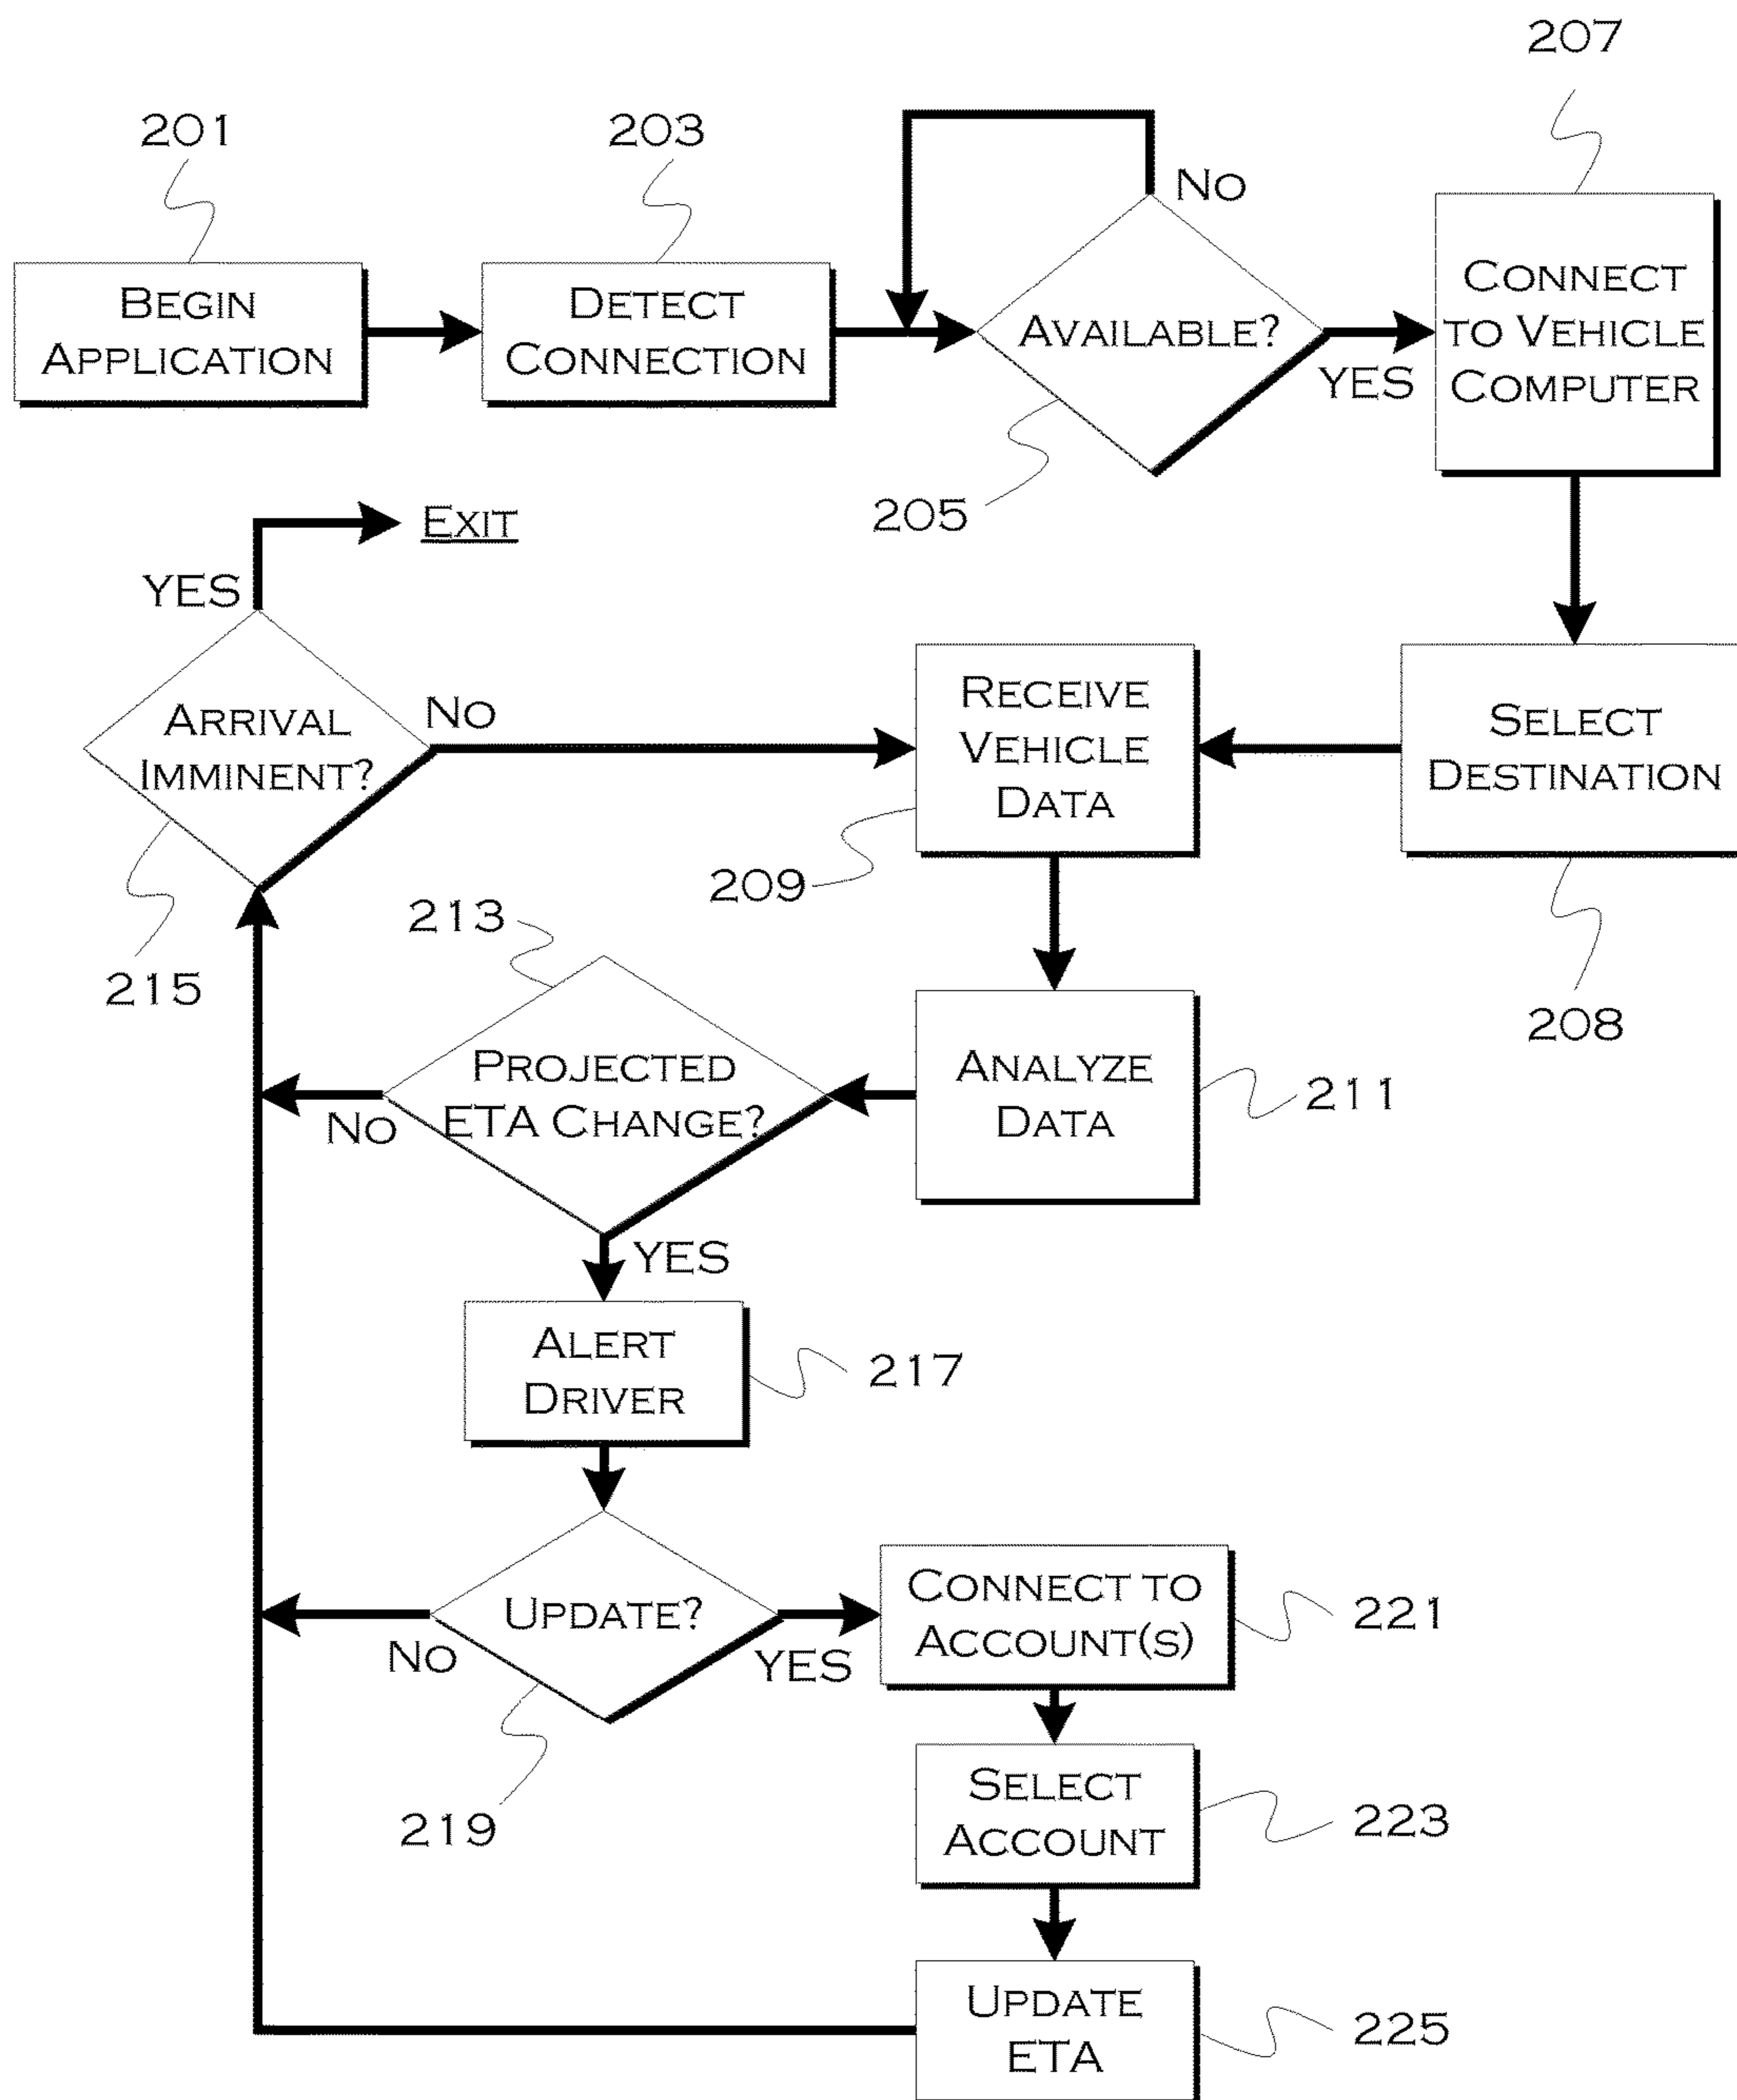 207
201
203
No
BEGIN
APPLICATION
DETECT
CONNECTION
AVAILABLE?
YES
CONNECT
TO VEHICLE
COMPUTER
205
EXIT
YES
ARRIVAL
IMMINENT?
No
RECEIVE
VEHICLE
DATA
SELECT
DESTINATION
209
213
215
208
PROJECTED
ETA CHANGE?
No
ANALYZE
DATA
211
YES
ALERT
DRIVER
217
UPDATE?
No
YES
CONNECT TO
ACCOUNT(S)
221
219
SELECT
ACCOUNT
223
UPDATE
ETA
225